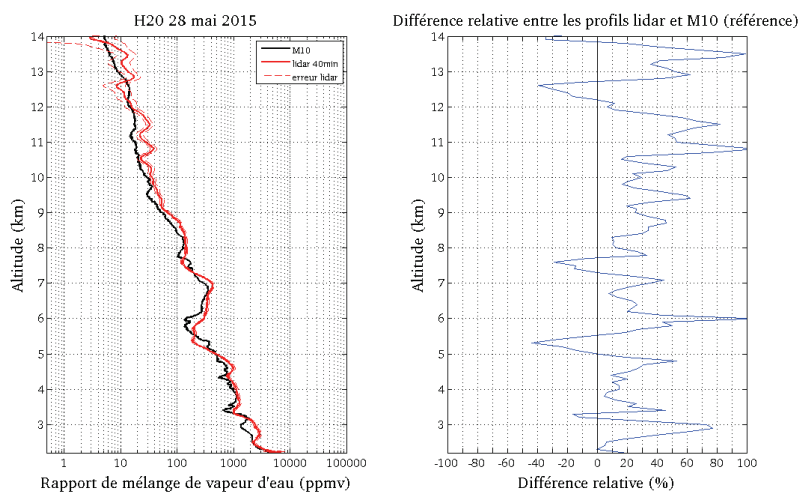 H20 28 mai 2015
M10
lidar 40min
erreur lidar
14
13
12
11
10
9
8
7
6
5
4
3
Altitude (km)
1 10 100 1000 10000 100000
Rapport de mélange de vapeur d'eau (ppmv)
Différence relative entre les profils lidar et M10 (référence)
14
13
12
11
10
9
8
7
6
5
4
3
Altitude (km)
-100 -80 -60 -40 -20 0 20 40 60 80 100
Différence relative (%)